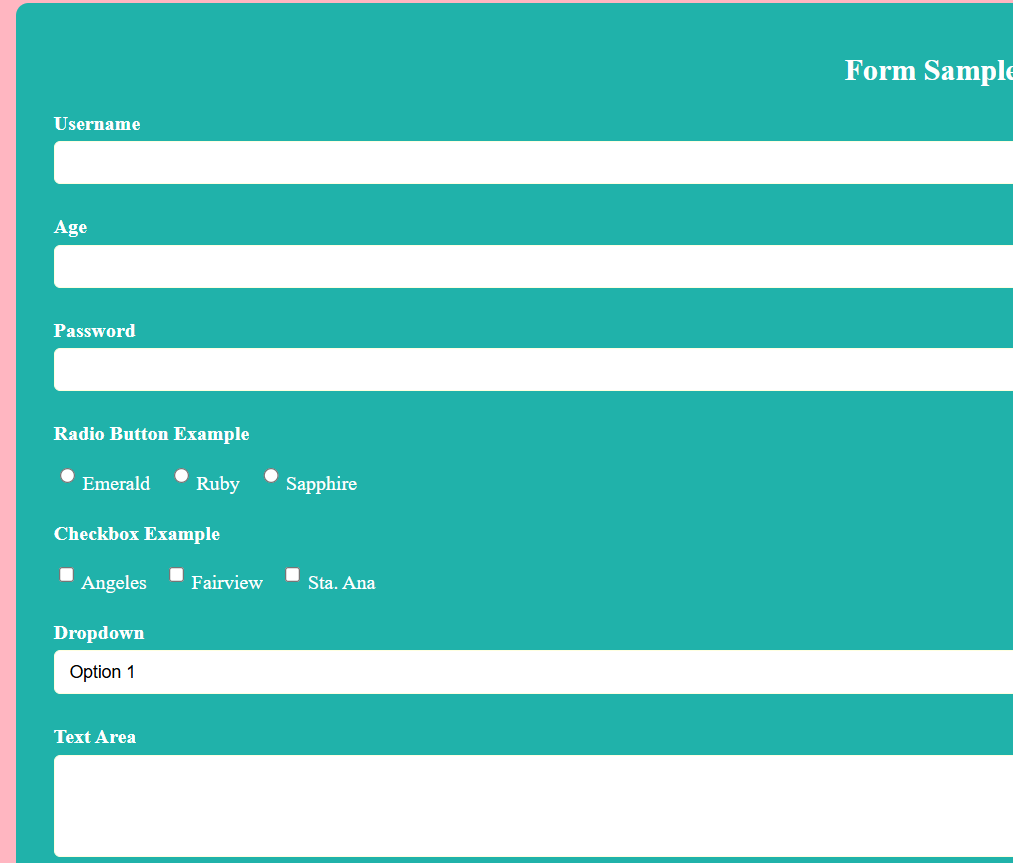 Form Sample
Username
Age
Password
Radio Button Example
Emerald Ruby Sapphire
Checkbox Example
Angeles Fairview Sta. Ana
Dropdown
Option 1
Text Area